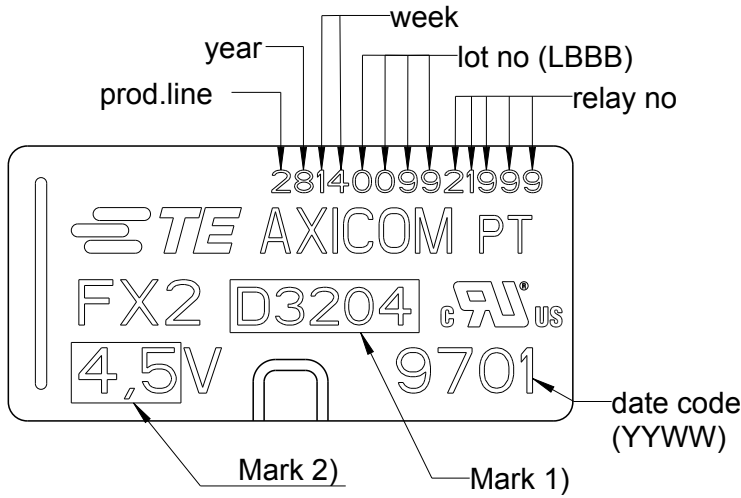 week
year
lot no (LBBB)
prod.line
relay no
2814009921999
TE AXICOM PT
FX2 D3204 c RU® US
4,5V 9701
date code
(YYWW)
Mark 2)
Mark 1)